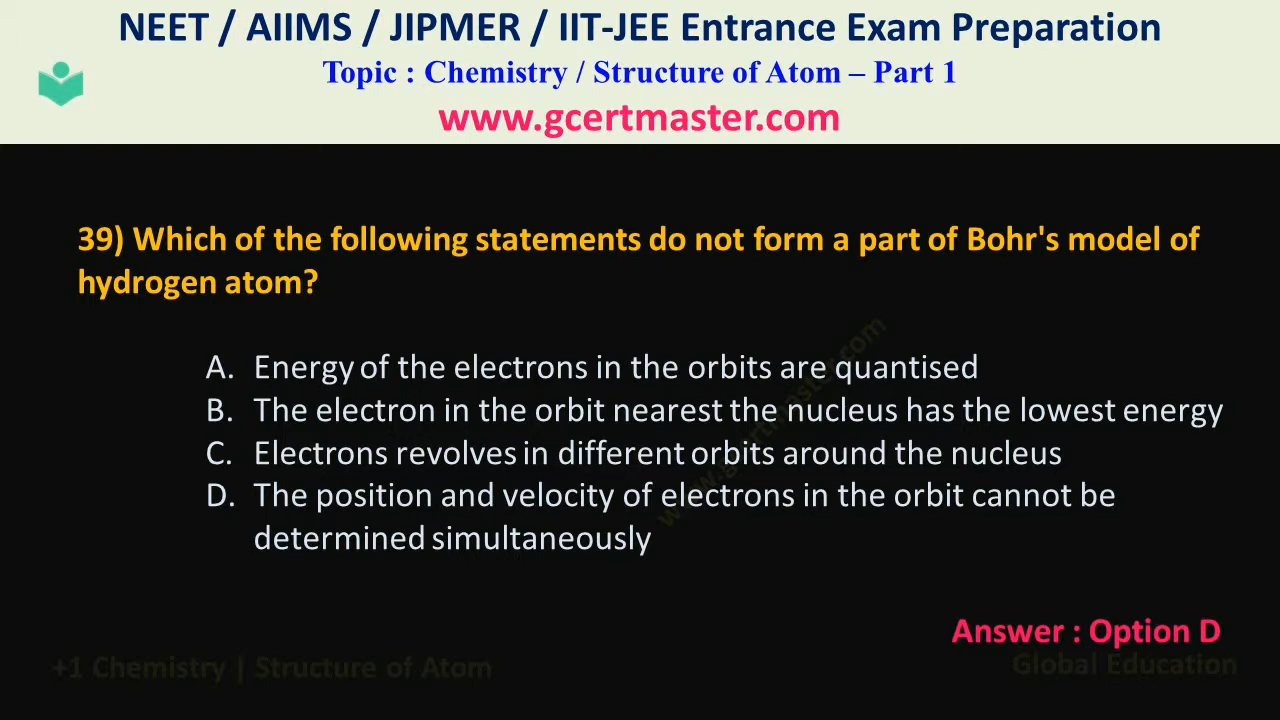 NEET / AIIMS / JIPMER / IIT-JEE Entrance Exam Preparation
Topic : Chemistry / Structure of Atom – Part 1
www.gcertmaster.com
39) Which of the following statements do not form a part of Bohr's model of
hydrogen atom?
A. Energy of the electrons in the orbits are quantised
B. The electron in the orbit nearest the nucleus has the lowest energy
C. Electrons revolves in different orbits around the nucleus
D. The position and velocity of electrons in the orbit cannot be
determined simultaneously
www.gcertmaster.com
Answer : Option D
+1 Chemistry | Structure of Atom
Global Education